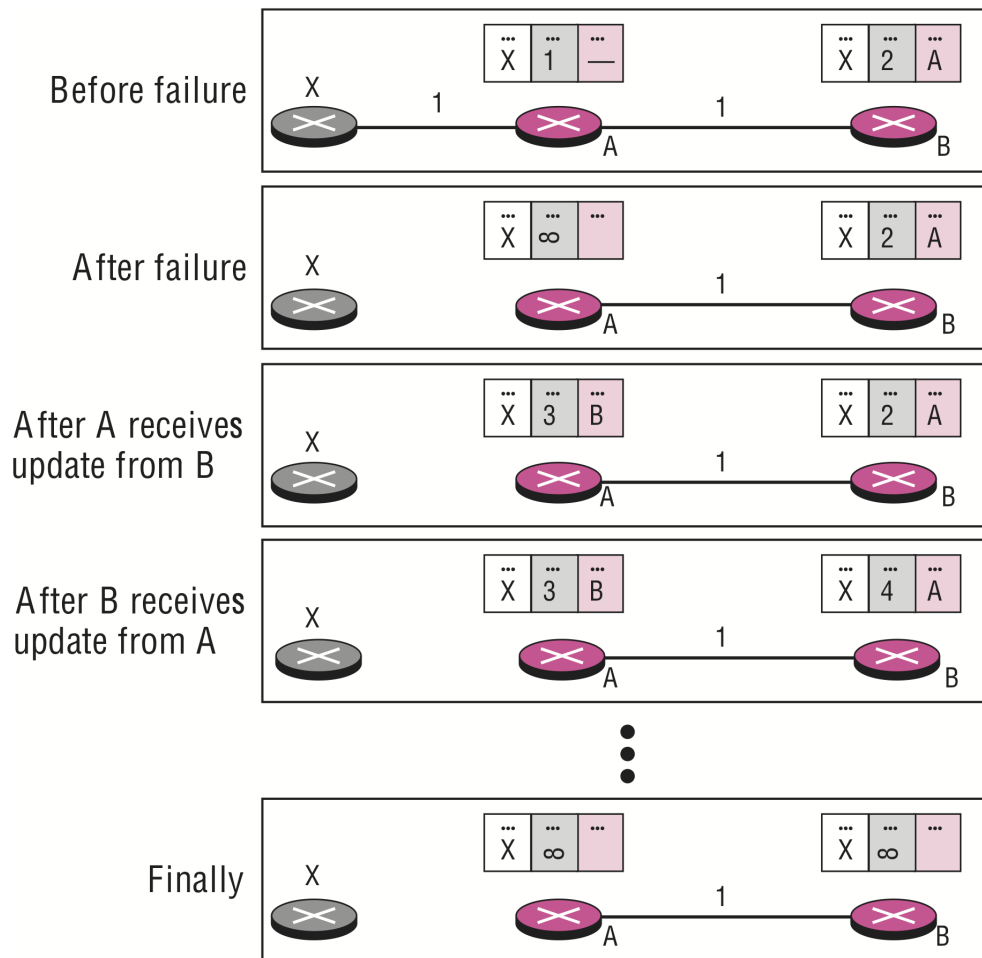 Before failure
X
1
1
A
B
... ... ...
X 1 —
... ... ...
X 2 A
After failure
X
1
A
B
... ... ...
X ∞
... ... ...
X 2 A
After A receives
update from B
X
1
A
B
... ... ...
X 3 B
... ... ...
X 2 A
After B receives
update from A
X
1
A
B
... ... ...
X 3 B
... ... ...
X 4 A
Finally
X
1
A
B
... ... ...
X ∞
... ... ...
X ∞